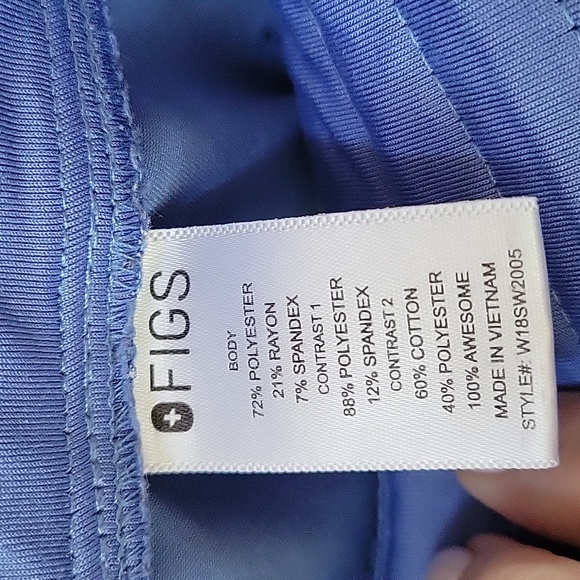 FIGS
BODY
72% POLYESTER
21% RAYON
7% SPANDEX
CONTRAST 1
88% POLYESTER
12% SPANDEX
CONTRAST 2
60% COTTON
40% POLYESTER
100% AWESOME
MADE IN VIETNAM
STYLE#: W18SW2005